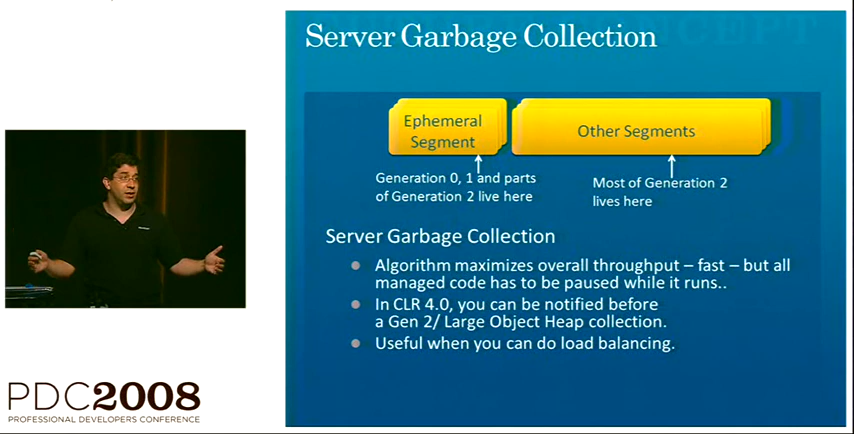 Server Garbage Collection
Ephemeral
Segment
Other Segments
Generation 0, 1 and parts
of Generation 2 live here
Most of Generation 2
lives here
Server Garbage Collection
Algorithm maximizes overall throughput – fast – but all
managed code has to be paused while it runs..
In CLR 4.0, you can be notified before
a Gen 2/ Large Object Heap collection.
Useful when you can do load balancing.
PDC2008
PROFESSIONAL DEVELOPERS CONFERENCE